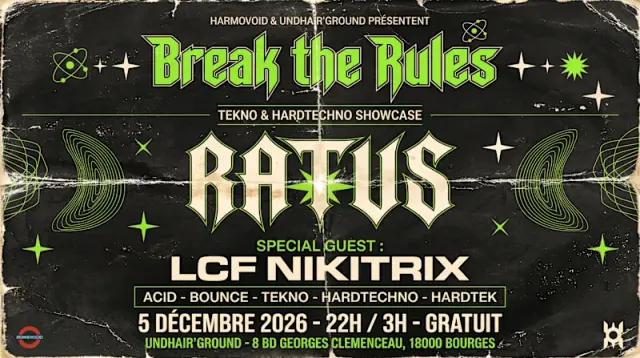 HARMOVOID & UNDHAIR'GROUND PRÉSENTENT
Break the Rules
TEKNO & HARDTECHNO SHOWCASE
RATUS
SPECIAL GUEST :
LCF NIKITRIX
ACID - BOUNCE - TEKNO - HARDTECHNO - HARDTEK
5 DÉCEMBRE 2026 - 22H / 3H - GRATUIT
UNDHAIR'GROUND - 8 BD GEORGES CLEMENCEAU, 18000 BOURGES